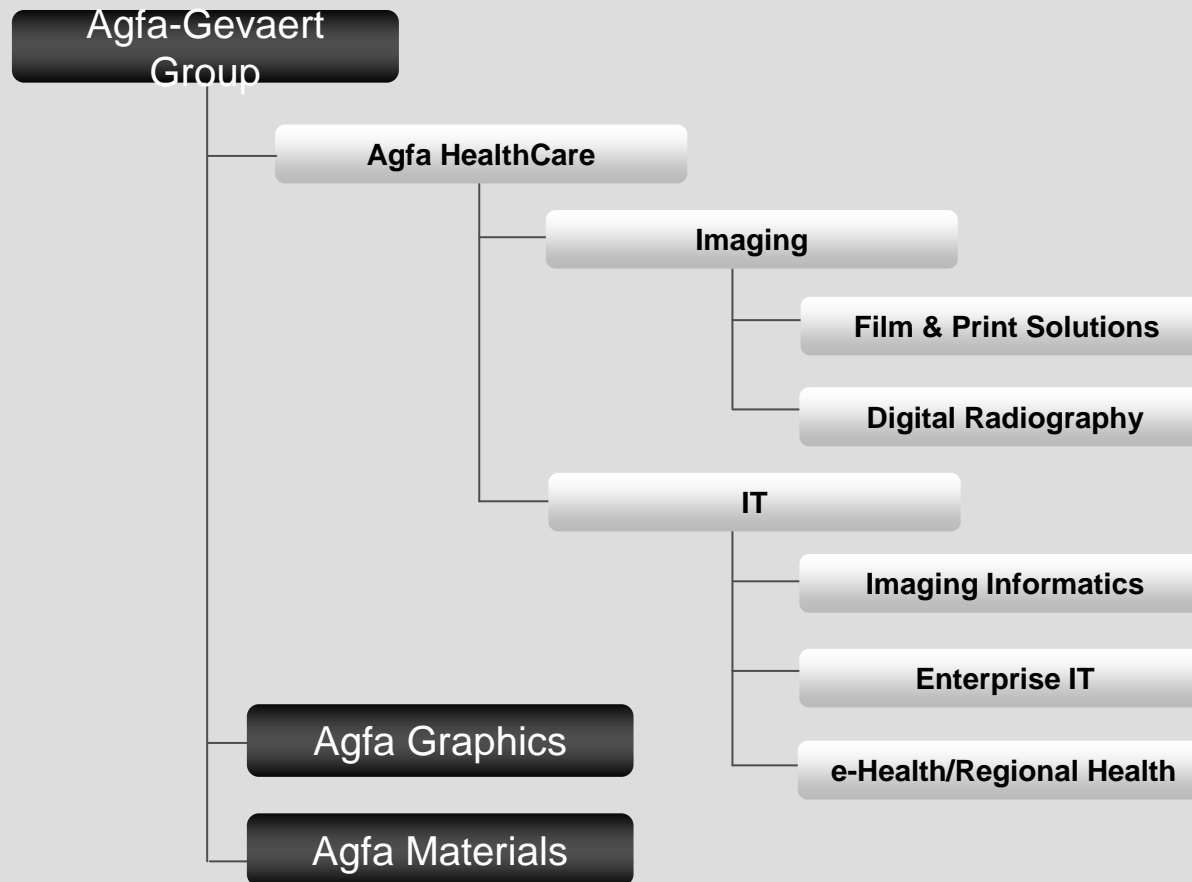 Agfa-Gevaert
Group
Agfa HealthCare
Imaging
Film & Print Solutions
Digital Radiography
IT
Imaging Informatics
Enterprise IT
e-Health/Regional Health
Agfa Graphics
Agfa Materials